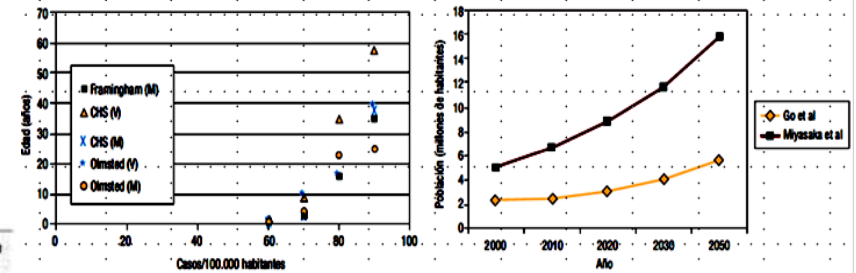 70
60
50
40
30
20
10
0
Edad (años)
Framingham (M)
CHS (V)
CHS (M)
Olmsted (V)
Olmsted (M)
0 20 40 60 80 100
Casos/100.000 habitantes
18
16
14
12
10
8
6
4
2
0
Población (millones de habitantes)
2000 2010 2020 2030 2050
Año
Go et al
Miyasaka et al